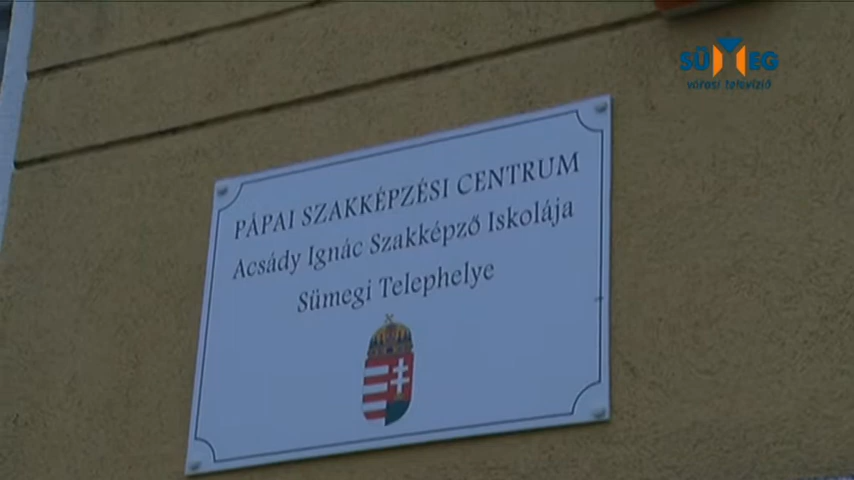 SÜMEG
városi televízió
PÁPAI SZAKKÉPZÉSI CENTRUM
Acsády Ignác Szakképző Iskolája
Sümegi Telephelye